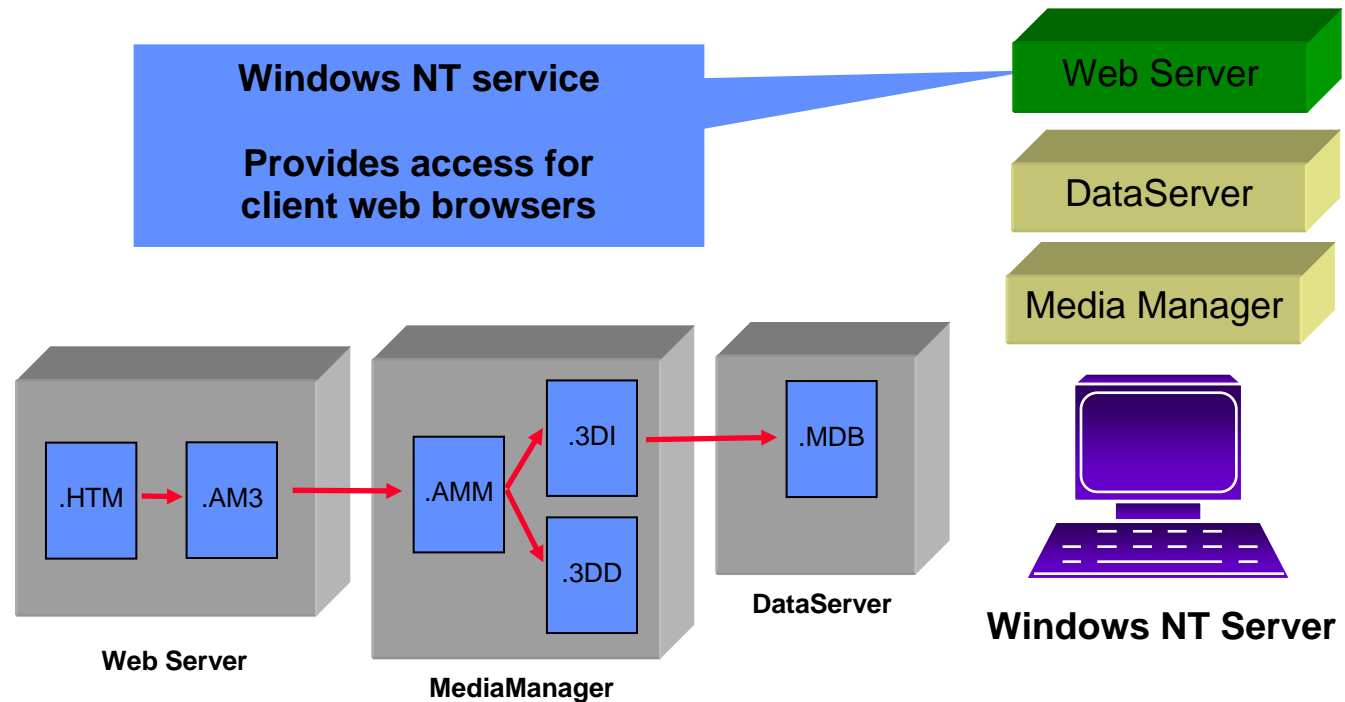 Windows NT service
Provides access for
client web browsers
Web Server
DataServer
Media Manager
Windows NT Server
.HTM
.AM3
.AMM
.3DI
.3DD
.MDB
Web Server
MediaManager
DataServer